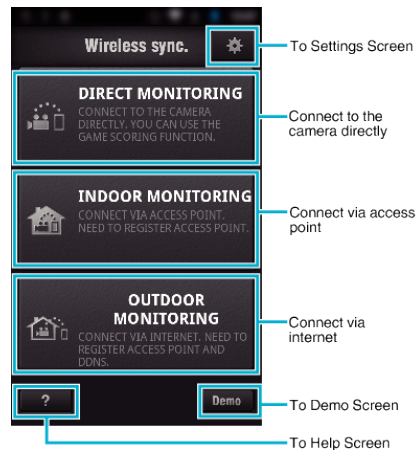 Wireless sync.
To Settings Screen
DIRECT MONITORING
CONNECT TO THE CAMERA
DIRECTLY. YOU CAN USE THE
GAME SCORING FUNCTION.
Connect to the
camera directly
INDOOR MONITORING
CONNECT VIA ACCESS POINT.
NEED TO REGISTER ACCESS POINT.
Connect via access
point
OUTDOOR
MONITORING
CONNECT VIA INTERNET. NEED TO
REGISTER ACCESS POINT AND
DDNS.
Connect via
internet
?
Demo
To Demo Screen
To Help Screen